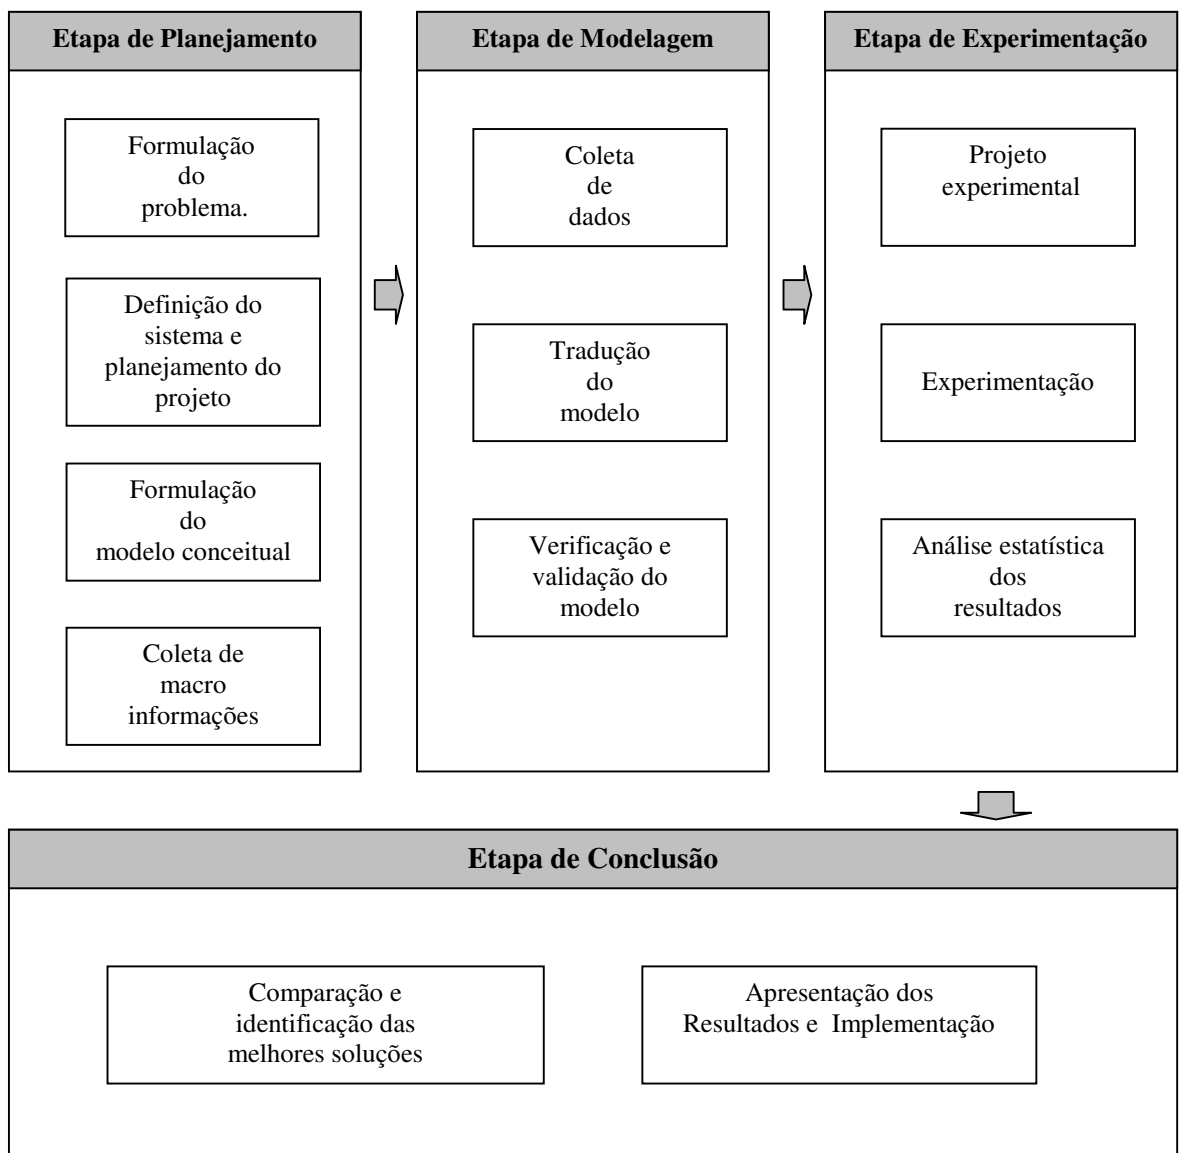 Etapa de Planejamento
Formulação
do
problema.
Definição do
sistema e
planejamento do
projeto
Formulação
do
modelo conceitual
Coleta de
macro
informações
Etapa de Modelagem
Coleta
de
dados
Tradução
do
modelo
Verificação e
validação do
modelo
Etapa de Experimentação
Projeto
experimental
Experimentação
Análise estatística
dos
resultados
Etapa de Conclusão
Comparação e
identificação das
melhores soluções
Apresentação dos
Resultados e  Implementação